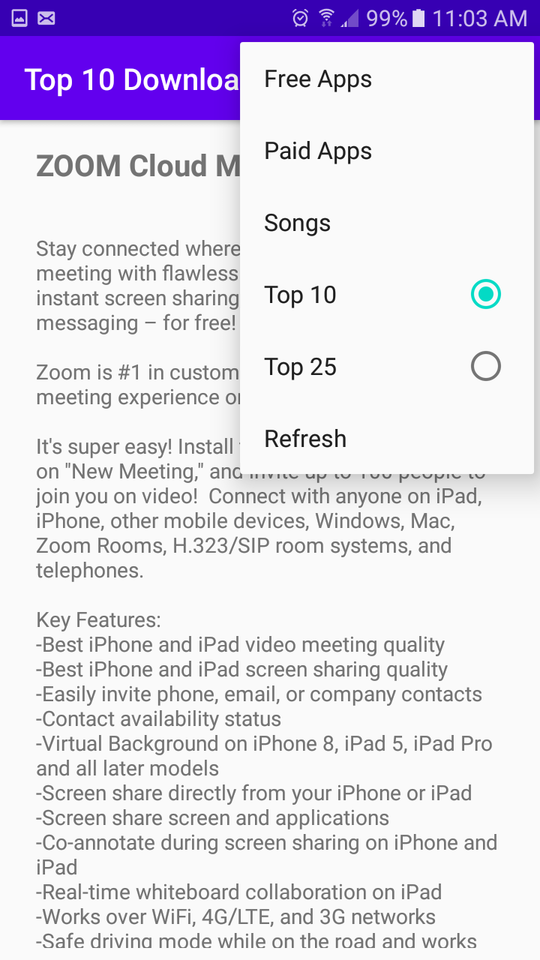 99% 11:03 AM
Top 10 Downloa
Free Apps
Paid Apps
Songs
Top 10
Top 25
Refresh
ZOOM Cloud M
Stay connected where
meeting with flawless
instant screen sharing
messaging – for free!
Zoom is #1 in custom
meeting experience o
It's super easy! Install
on "New Meeting," and invite up to 100 people to
join you on video!  Connect with anyone on iPad,
iPhone, other mobile devices, Windows, Mac,
Zoom Rooms, H.323/SIP room systems, and
telephones.
Key Features:
-Best iPhone and iPad video meeting quality
-Best iPhone and iPad screen sharing quality
-Easily invite phone, email, or company contacts
-Contact availability status
-Virtual Background on iPhone 8, iPad 5, iPad Pro
and all later models
-Screen share directly from your iPhone or iPad
-Screen share screen and applications
-Co-annotate during screen sharing on iPhone and
iPad
-Real-time whiteboard collaboration on iPad
-Works over WiFi, 4G/LTE, and 3G networks
-Safe driving mode while on the road and works